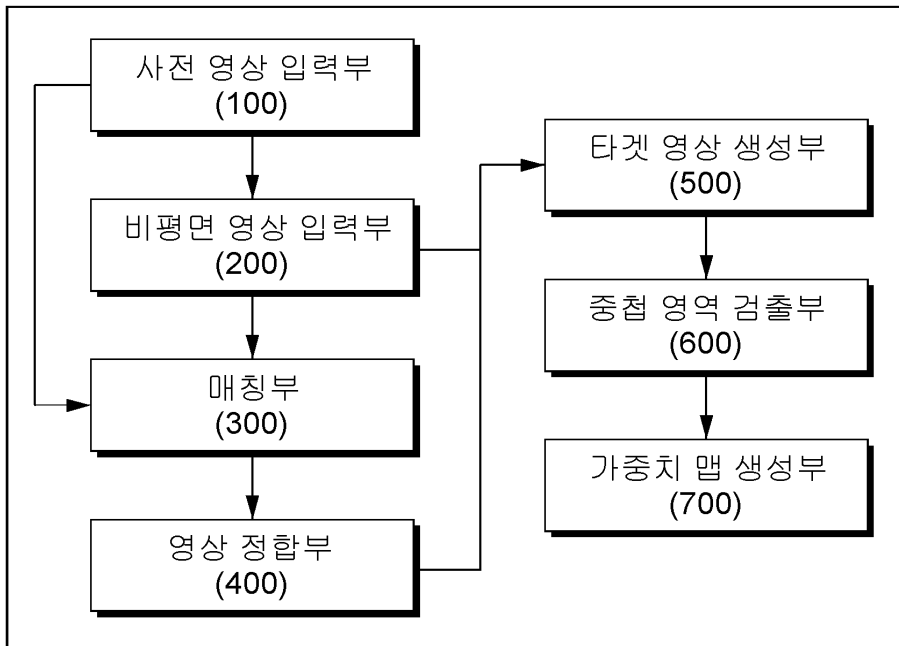 사전 영상 입력부
(100)
비평면 영상 입력부
(200)
매칭부
(300)
영상 정합부
(400)
타겟 영상 생성부
(500)
중첩 영역 검출부
(600)
가중치 맵 생성부
(700)